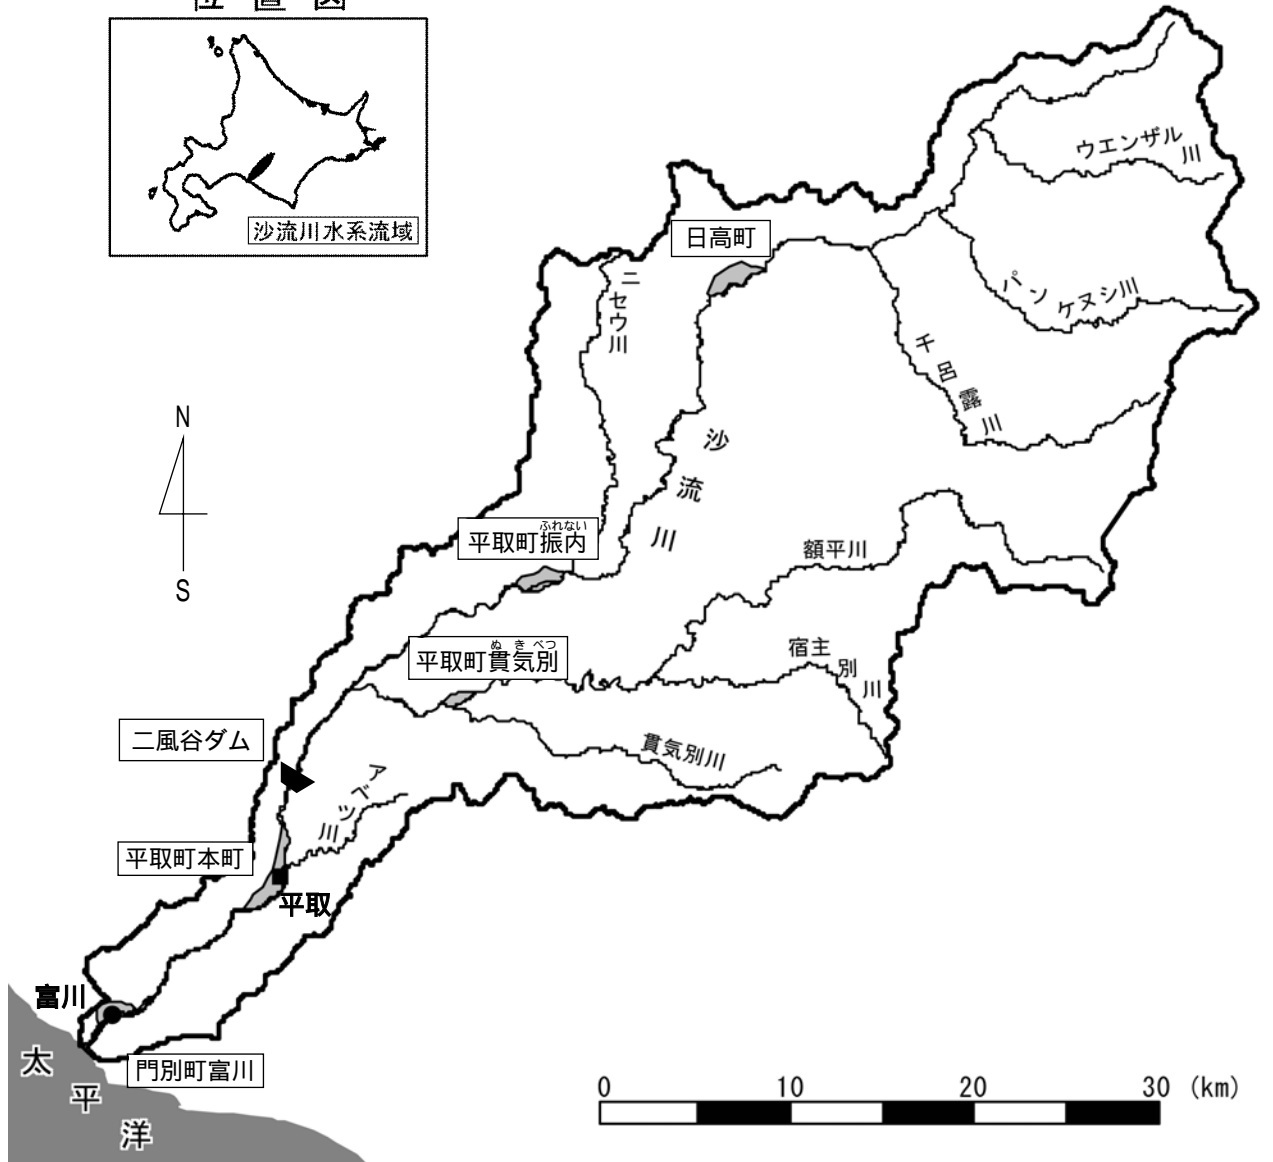 位置図
沙流川水系流域
ウエンザル川
日高町
ニセウ川
パンケヌシ川
千呂露川
N
S
沙流川
ふれない
平取町振内
額平川
ぬきべつ
平取町貫気別
宿主別川
二風谷ダム
貫気別川
アベツ川
平取町本町
平取
富川
門別町富川
太平洋
0 10 20 30 (km)